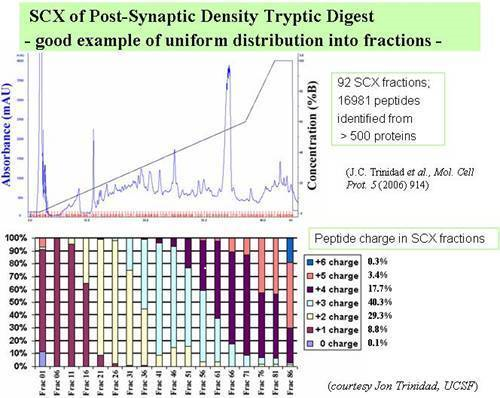 SCX of Post-Synaptic Density Tryptic Digest
- good example of uniform distribution into fractions -
Absorbance (mAU)
Concentration (%B)
92 SCX fractions;
16981 peptides
identified from
> 500 proteins
(J.C. Trinidad et al., Mol. Cell
Prot. 5 (2006) 914)
Peptide charge in SCX fractions
100%
90%
80%
70%
60%
50%
40%
30%
20%
10%
0%
+6 charge 0.3%
+5 charge 3.4%
+4 charge 17.7%
+3 charge 40.3%
+2 charge 29.3%
+1 charge 8.8%
0 charge 0.1%
Frac 01
Frac 06
Frac 11
Frac 16
Frac 21
Frac 26
Frac 31
Frac 36
Frac 41
Frac 46
Frac 51
Frac 56
Frac 61
Frac 66
Frac 71
Frac 76
Frac 81
Frac 86
(courtesy Jon Trinidad, UCSF)